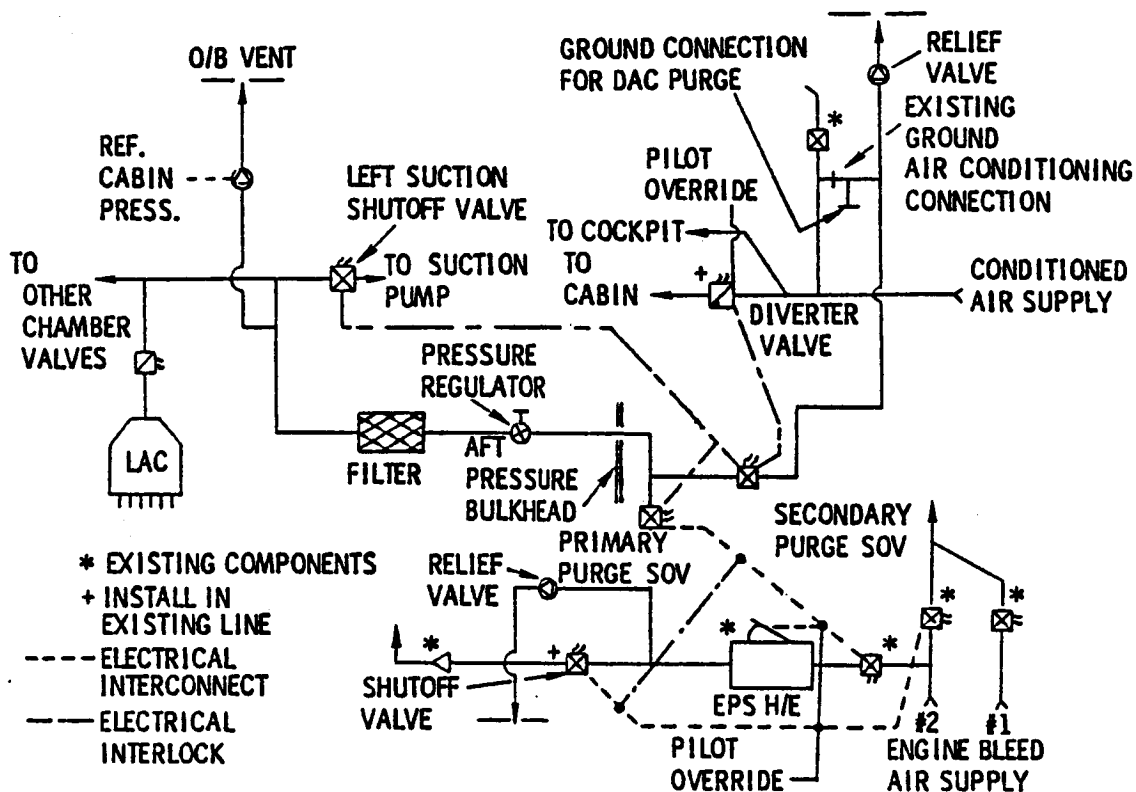 O/B VENT
GROUND CONNECTION
FOR DAC PURGE
RELIEF
VALVE
*
EXISTING
GROUND
AIR CONDITIONING
CONNECTION
REF.
CABIN
PRESS.
LEFT SUCTION
SHUTOFF VALVE
PILOT
OVERRIDE
TO COCKPIT
TO
OTHER
CHAMBER
VALVES
TO SUCTION
PUMP
TO
CABIN
+
DIVERTER
VALVE
CONDITIONED
AIR SUPPLY
PRESSURE
REGULATOR
LAC
FILTER
AFT
PRESSURE
BULKHEAD
PRIMARY
PURGE SOV
SECONDARY
PURGE SOV
* EXISTING COMPONENTS
+ INSTALL IN
EXISTING LINE
ELECTRICAL
INTERCONNECT
ELECTRICAL
INTERLOCK
RELIEF
VALVE
*
+
SHUTOFF
VALVE
*
EPS H/E
*
*
*
PILOT
OVERRIDE
#2
#1
ENGINE BLEED
AIR SUPPLY